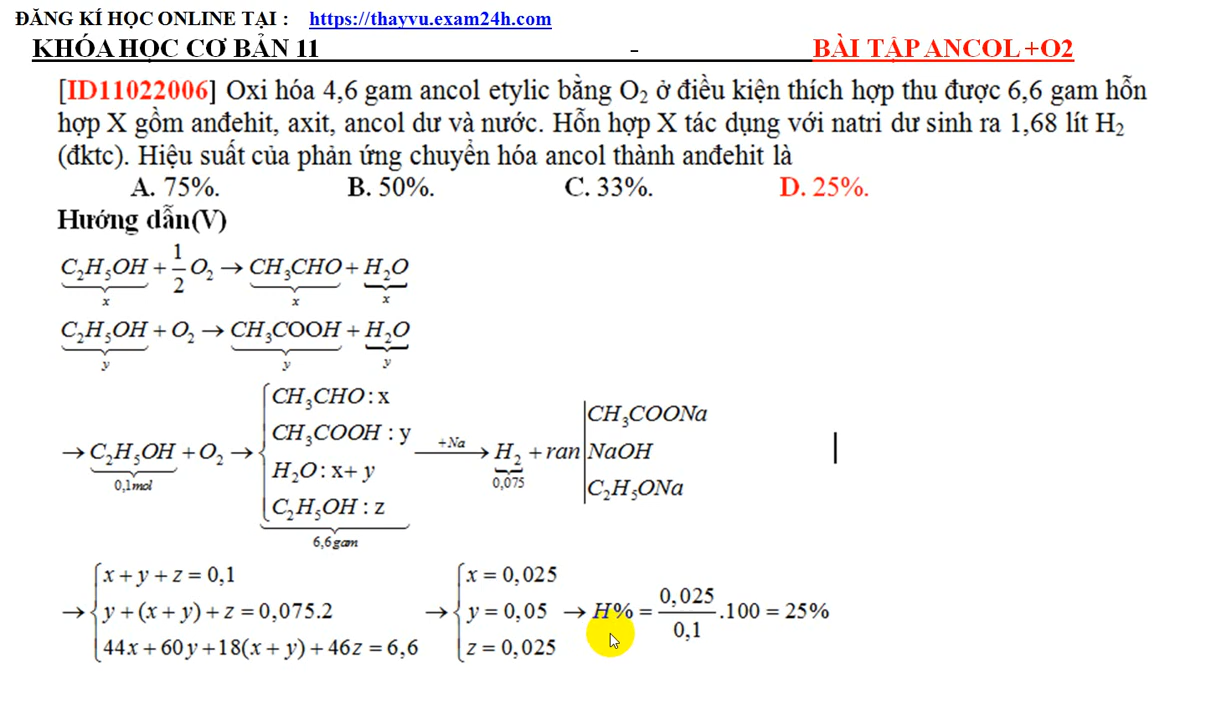 ĐĂNG KÍ HỌC ONLINE TẠI : https://thayvu.exam24h.com
KHÓA HỌC CƠ BẢN 11 - BÀI TẬP ANCOL +O2
[ID11022006] Oxi hóa 4,6 gam ancol etylic bằng O₂ ở điều kiện thích hợp thu được 6,6 gam hỗn
hợp X gồm anđehit, axit, ancol dư và nước. Hỗn hợp X tác dụng với natri dư sinh ra 1,68 lít H₂
(đktc). Hiệu suất của phản ứng chuyển hóa ancol thành anđehit là
A. 75%. B. 50%. C. 33%. D. 25%.
Hướng dẫn(V)
C₂H₅OH + 1/2 O₂ → CH₃CHO + H₂O
x x x
C₂H₅OH + O₂ → CH₃COOH + H₂O
y y y
CH₃CHO : x
CH₃COOH : y
H₂O : x+ y
C₂H₅OH : z
6,6gam
→ C₂H₅OH + O₂ → +Na → H₂ + ran
0,1mol 0,075
CH₃COONa
NaOH
C₂H₅ONa
x + y + z = 0,1
→ y + (x + y) + z = 0,075.2
44x + 60y +18(x + y) + 46z = 6,6
x = 0,025
→ y = 0,05 → H% = 0,025/0,1 .100 = 25%
z = 0,025